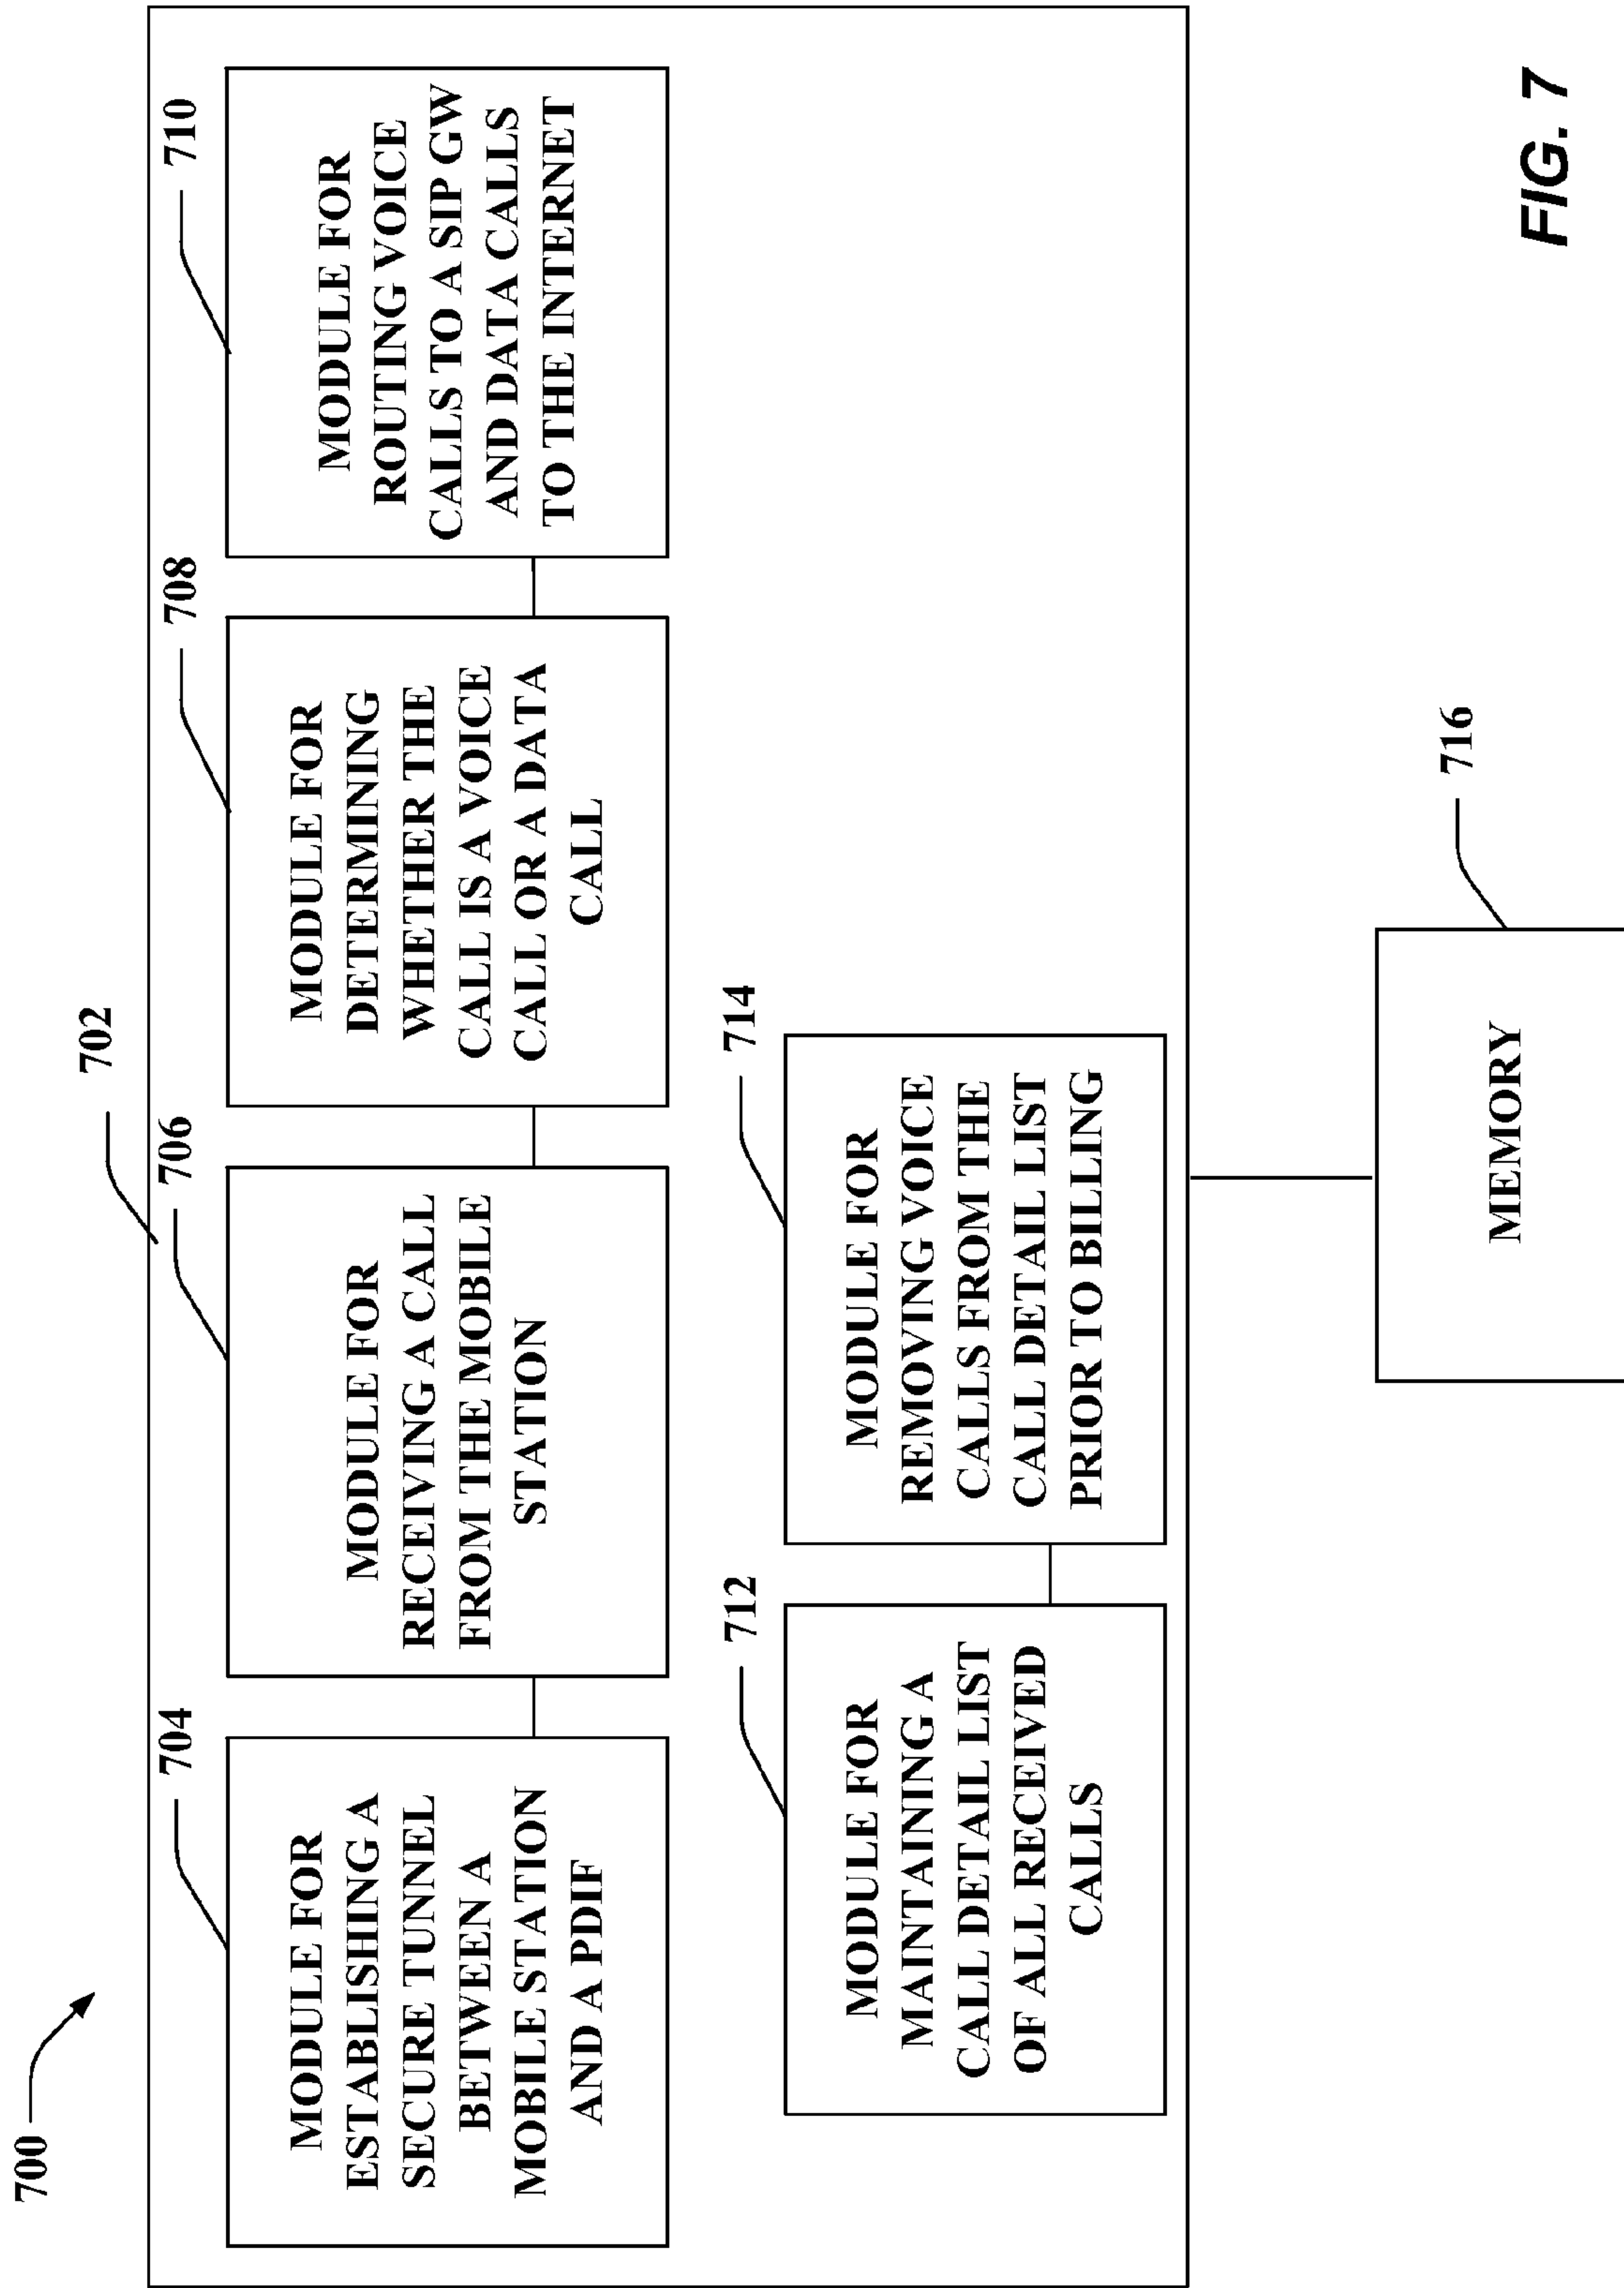 700
702
704
MODULE FOR
ESTABLISHING A
SECURE TUNNEL
BETWEEN A
MOBILE STATION
AND A PDIF
706
MODULE FOR
RECEIVING A CALL
FROM THE MOBILE
STATION
708
MODULE FOR
DETERMINING
WHETHER THE
CALL IS A VOICE
CALL OR A DATA
CALL
710
MODULE FOR
ROUTING VOICE
CALLS TO A SIP GW
AND DATA CALLS
TO THE INTERNET
712
MODULE FOR
MAINTAINING A
CALL DETAIL LIST
OF ALL RECEIVED
CALLS
714
MODULE FOR
REMOVING VOICE
CALLS FROM THE
CALL DETAIL LIST
PRIOR TO BILLING
716
MEMORY
FIG. 7